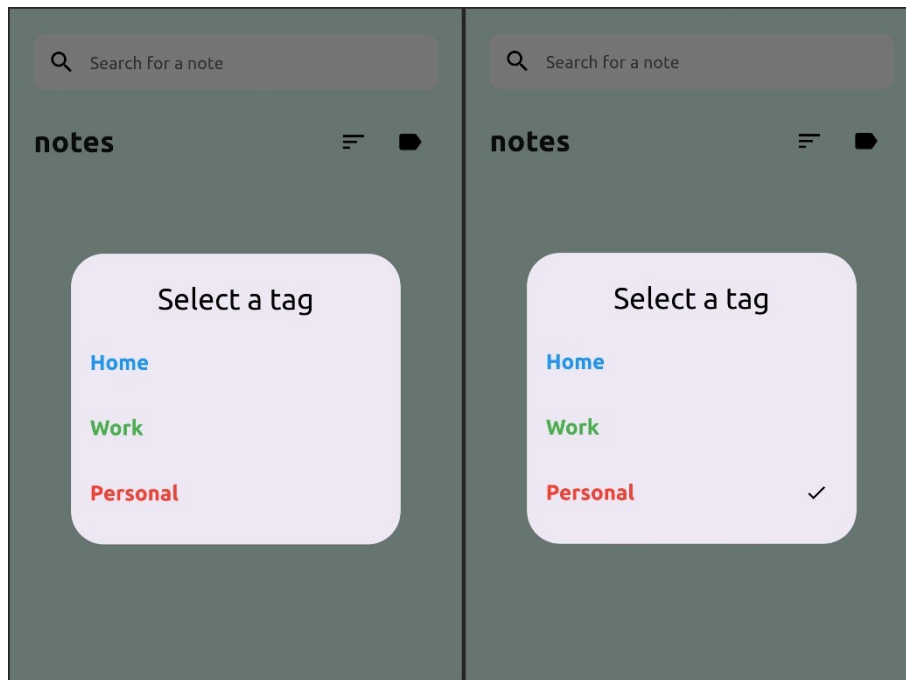 Search for a note
notes
Select a tag
Home
Work
Personal
Search for a note
notes
Select a tag
Home
Work
Personal